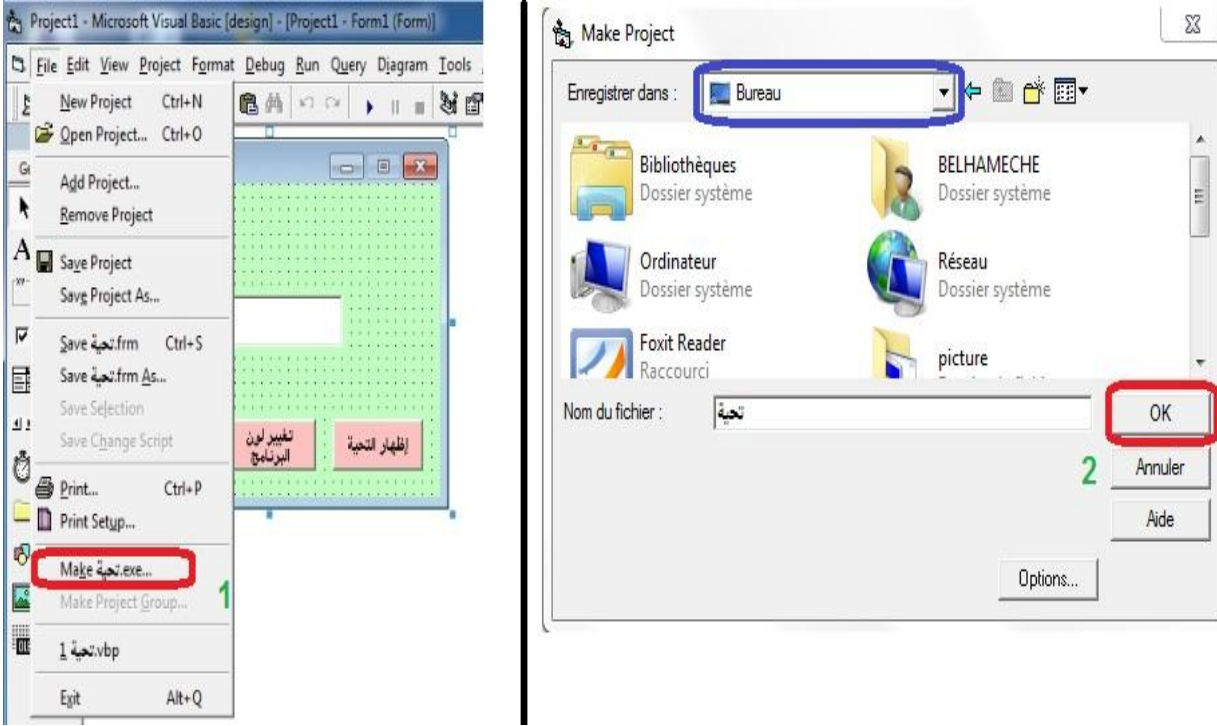 Project1 - Microsoft Visual Basic [design] - [Project1 - Form1 (Form)]
File Edit View Project Format Debug Run Query Diagram Tools
New Project Ctrl+N
Open Project... Ctrl+O
Add Project...
Remove Project
Save Project
Save Project As...
Save تحية.frm Ctrl+S
Save تحية.frm As...
Save Selection
Save Change Script
Print... Ctrl+P
Print Setup...
Make تحية.exe...
Make Project Group...
1
1 تحية.vbp
Exit Alt+Q
تغيير لون
البرنامج
إظهار التحية
Make Project
Enregistrer dans : Bureau
Bibliothèques
Dossier système
BELHAMECHE
Dossier système
Ordinateur
Dossier système
Réseau
Dossier système
Foxit Reader
Raccourci
picture
Nom du fichier : تحية
OK
2
Annuler
Aide
Options...